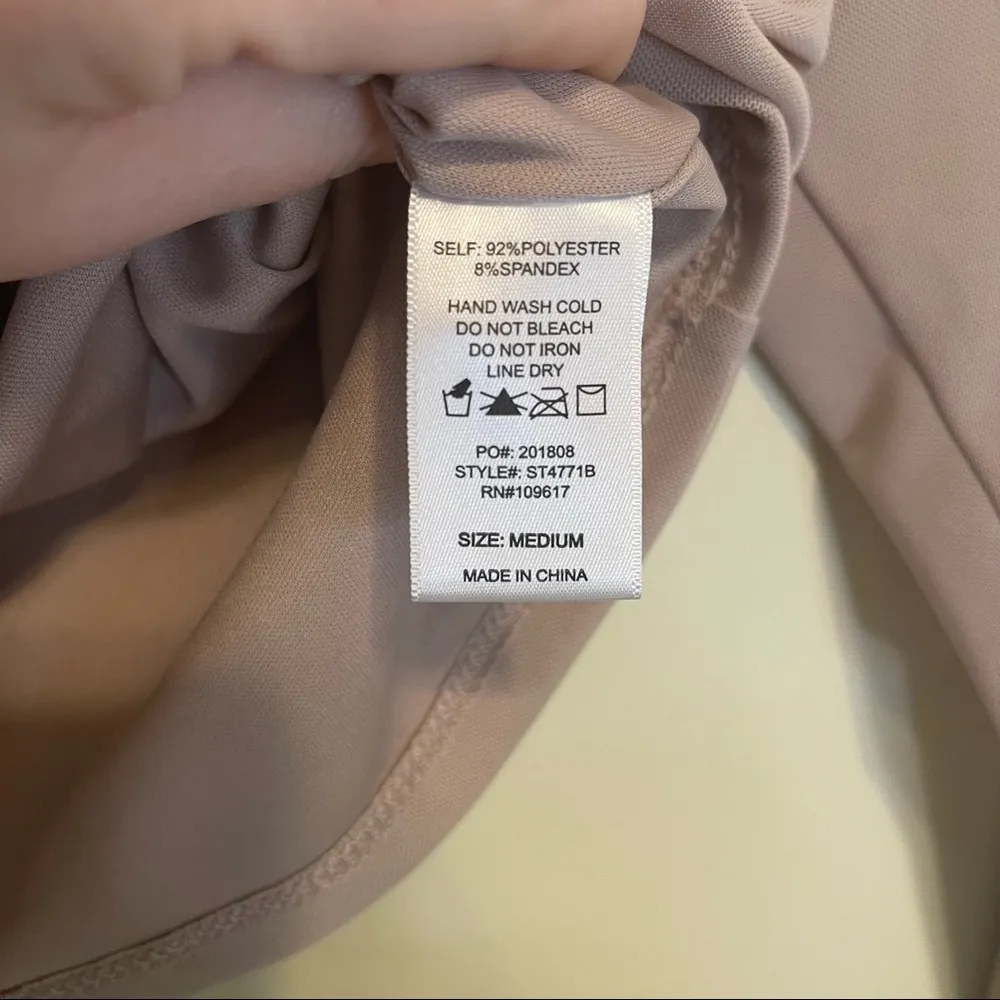 SELF: 92%POLYESTER
8%SPANDEX
HAND WASH COLD
DO NOT BLEACH
DO NOT IRON
LINE DRY
PO#: 201808
STYLE#: ST4771B
RN#109617
SIZE: MEDIUM
MADE IN CHINA